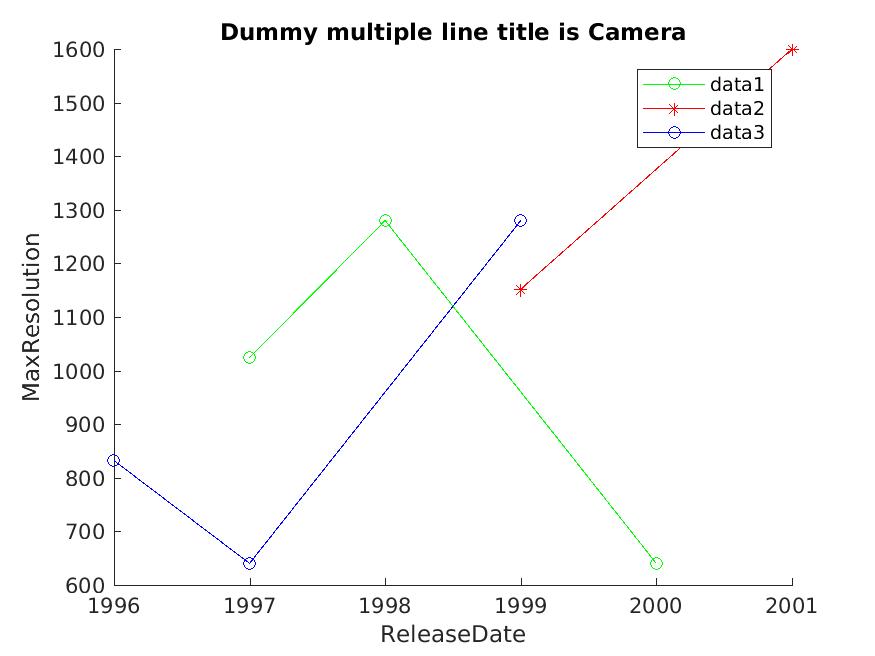 Dummy multiple line title is Camera
1600
1500
1400
1300
1200
1100
1000
900
800
700
600
MaxResolution
data1
data2
data3
1996 1997 1998 1999 2000 2001
ReleaseDate